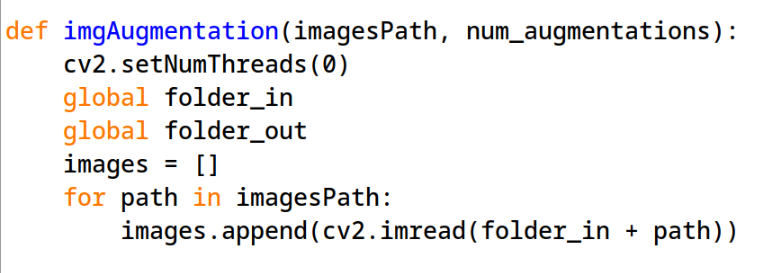 def imgAugmentation(imagesPath, num_augmentations):
    cv2.setNumThreads(0)
    global folder_in
    global folder_out
    images = []
    for path in imagesPath:
        images.append(cv2.imread(folder_in + path))